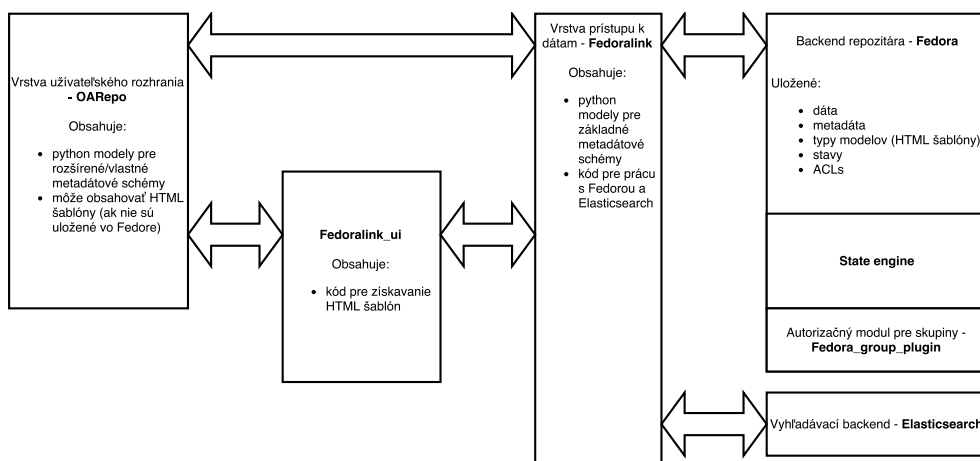 Vrstva užívateľského rozhrania
- OARepo
Obsahuje:
• python modely pre
rozšírené/vlastné
metadátové schémy
• môže obsahovať HTML
šablóny (ak nie sú
uložené vo Fedore)
Fedoralink_ui
Obsahuje:
• kód pre získavanie
HTML šablón
Vrstva prístupu k
dátam - Fedoralink
Obsahuje:
• python
modely pre
základné
metadátové
schémy
• kód pre prácu
s Fedorou a
Elasticsearch
Backend repozitára - Fedora
Uložené:
• dáta
• metadáta
• typy modelov (HTML šablóny)
• stavy
• ACLs
State engine
Autorizačný modul pre skupiny -
Fedora_group_plugin
Vyhľadávací backend - Elasticsearch